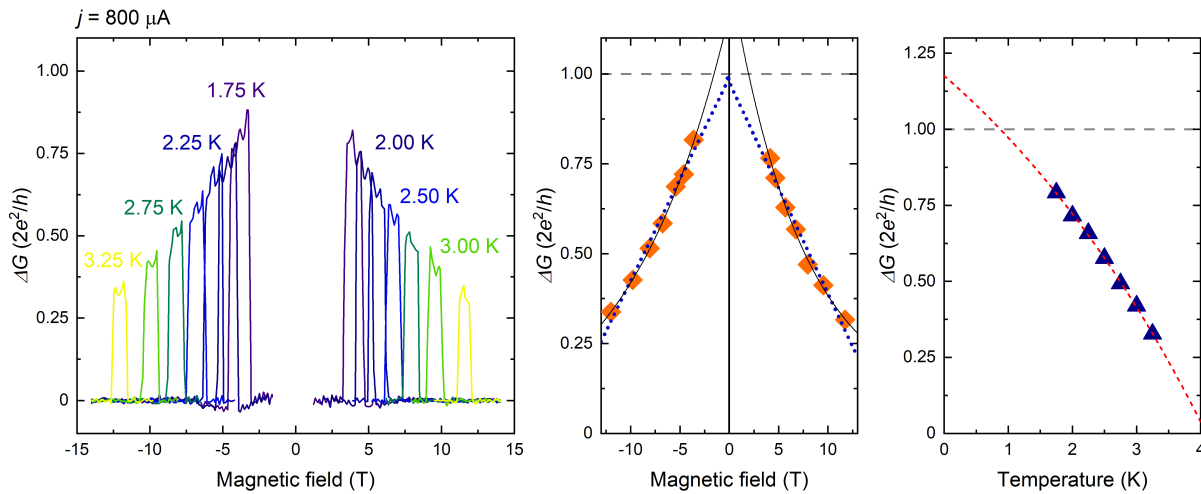 j = 800 μA
ΔG (2e²/h)
1.00
0.75
0.50
0.25
0
-15
-10
-5
0
5
10
15
Magnetic field (T)
1.75 K
2.25 K
2.00 K
2.75 K
2.50 K
3.25 K
3.00 K
ΔG (2e²/h)
1.00
0.75
0.50
0.25
0
-10
-5
0
5
10
Magnetic field (T)
ΔG (2e²/h)
1.25
1.00
0.75
0.50
0.25
0
0
1
2
3
4
Temperature (K)